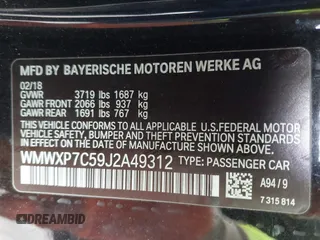 MFD BY BAYERISCHE MOTOREN WERKE AG
02/18
GVWR 3719 lbs 1687 kg
GAWR FRONT 2066 lbs 937 kg
GAWR REAR 1691 lbs 767 kg
THIS VEHICLE CONFORMS TO ALL APPLICABLE U.S. FEDERAL MOTOR
VEHICLE SAFETY, BUMPER, AND THEFT PREVENTION STANDARDS
IN EFFECT ON THE DATE OF MANUFACTURE SHOWN ABOVE.
WMWXP7C59J2A49312 TYPE: PASSENGER CAR
A94 / 9
7 315 814
AMERIBID